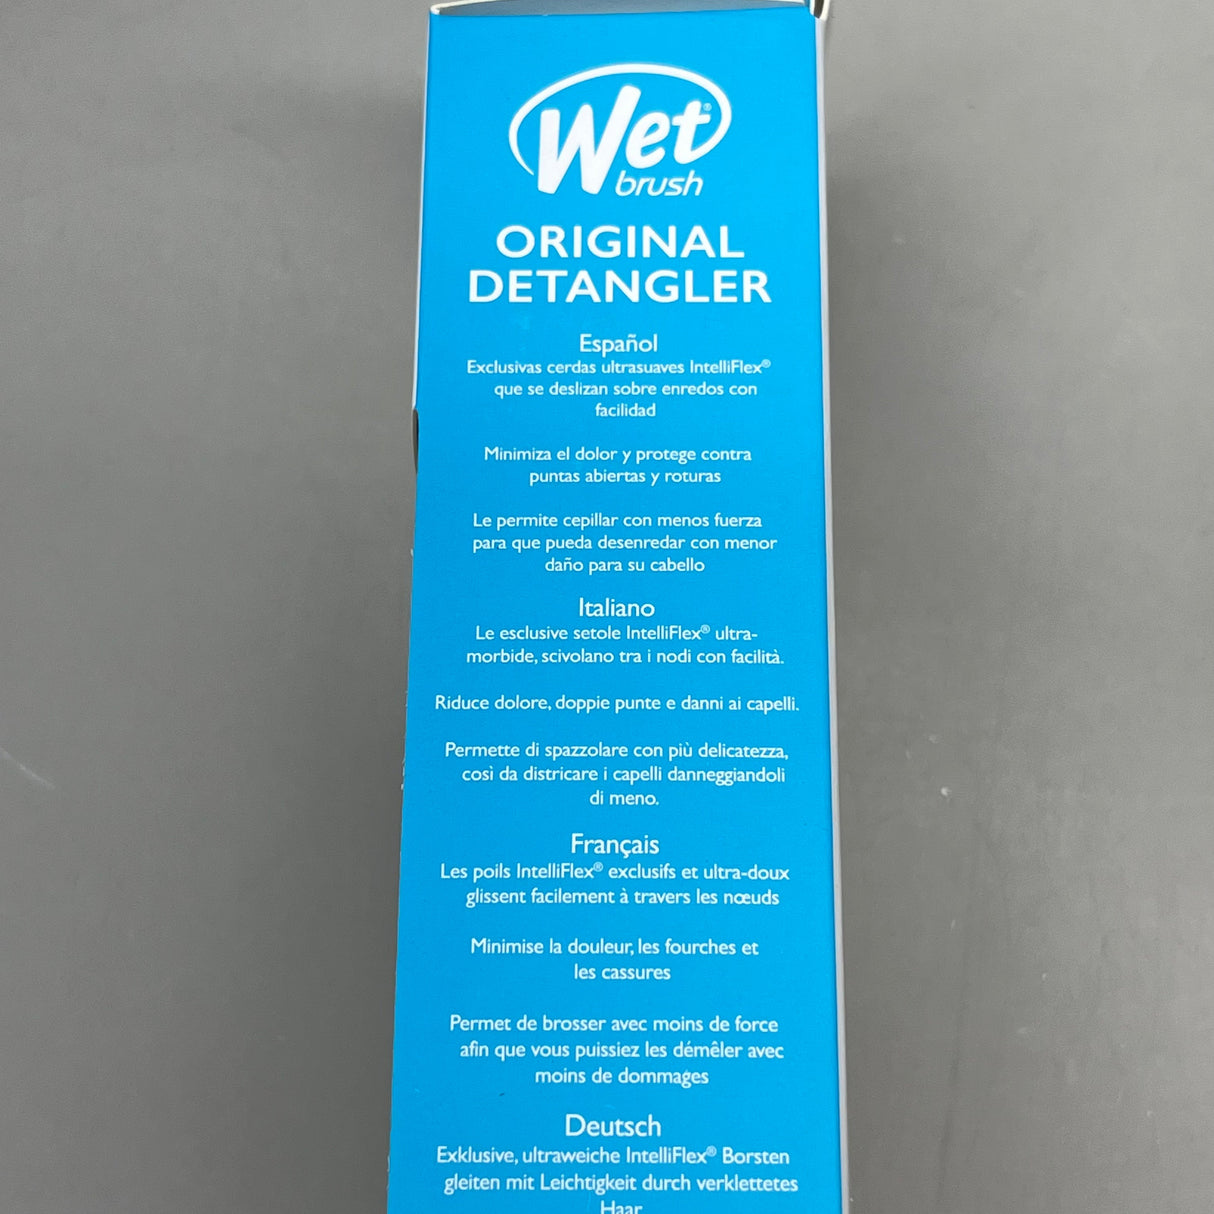 Wet®
brush
ORIGINAL
DETANGLER
Español
Exclusivas cerdas ultrasuaves IntelliFlex®
que se deslizan sobre enredos con
facilidad
Minimiza el dolor y protege contra
puntas abiertas y roturas
Le permite cepillar con menos fuerza
para que pueda desenredar con menor
daño para su cabello
Italiano
Le esclusive setole IntelliFlex® ultra-
morbide, scivolano tra i nodi con facilità.
Riduce dolore, doppie punte e danni ai capelli.
Permette di spazzolare con più delicatezza,
così da districare i capelli danneggiandoli
di meno.
Français
Les poils IntelliFlex® exclusifs et ultra-doux
glissent facilement à travers les nœuds
Minimise la douleur, les fourches et
les cassures
Permet de brosser avec moins de force
afin que vous puissiez les démêler avec
moins de dommages
Deutsch
Exklusive, ultraweiche IntelliFlex® Borsten
gleiten mit Leichtigkeit durch verklettetes
Haar